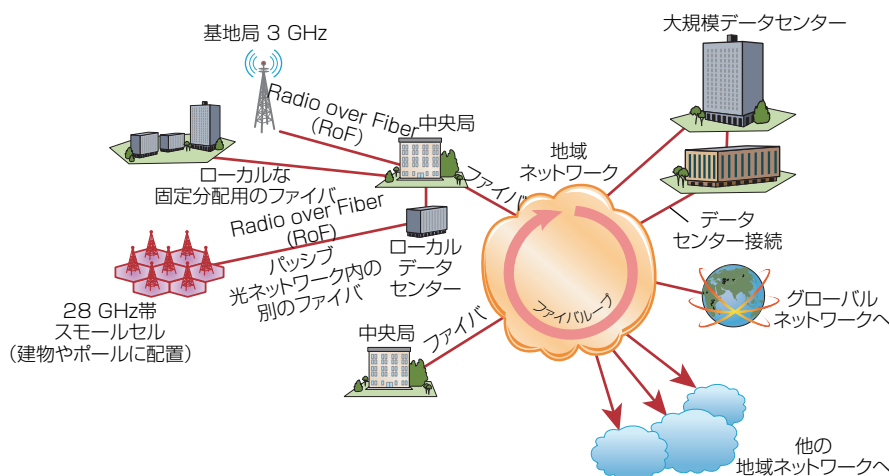 基地局 3 GHz
Radio over Fiber
(RoF)
中央局
ローカルな
固定分配用のファイバ
Radio over Fiber
(RoF)
パッシブ
光ネットワーク内の
別のファイバ
ローカル
データ
センター
28 GHz帯
スモールセル
(建物やポールに配置)
ファイバ
地域
ネットワーク
ファイバループ
中央局
ファイバ
大規模データセンター
データ
センター接続
グローバル
ネットワークへ
他の
地域ネットワークへ